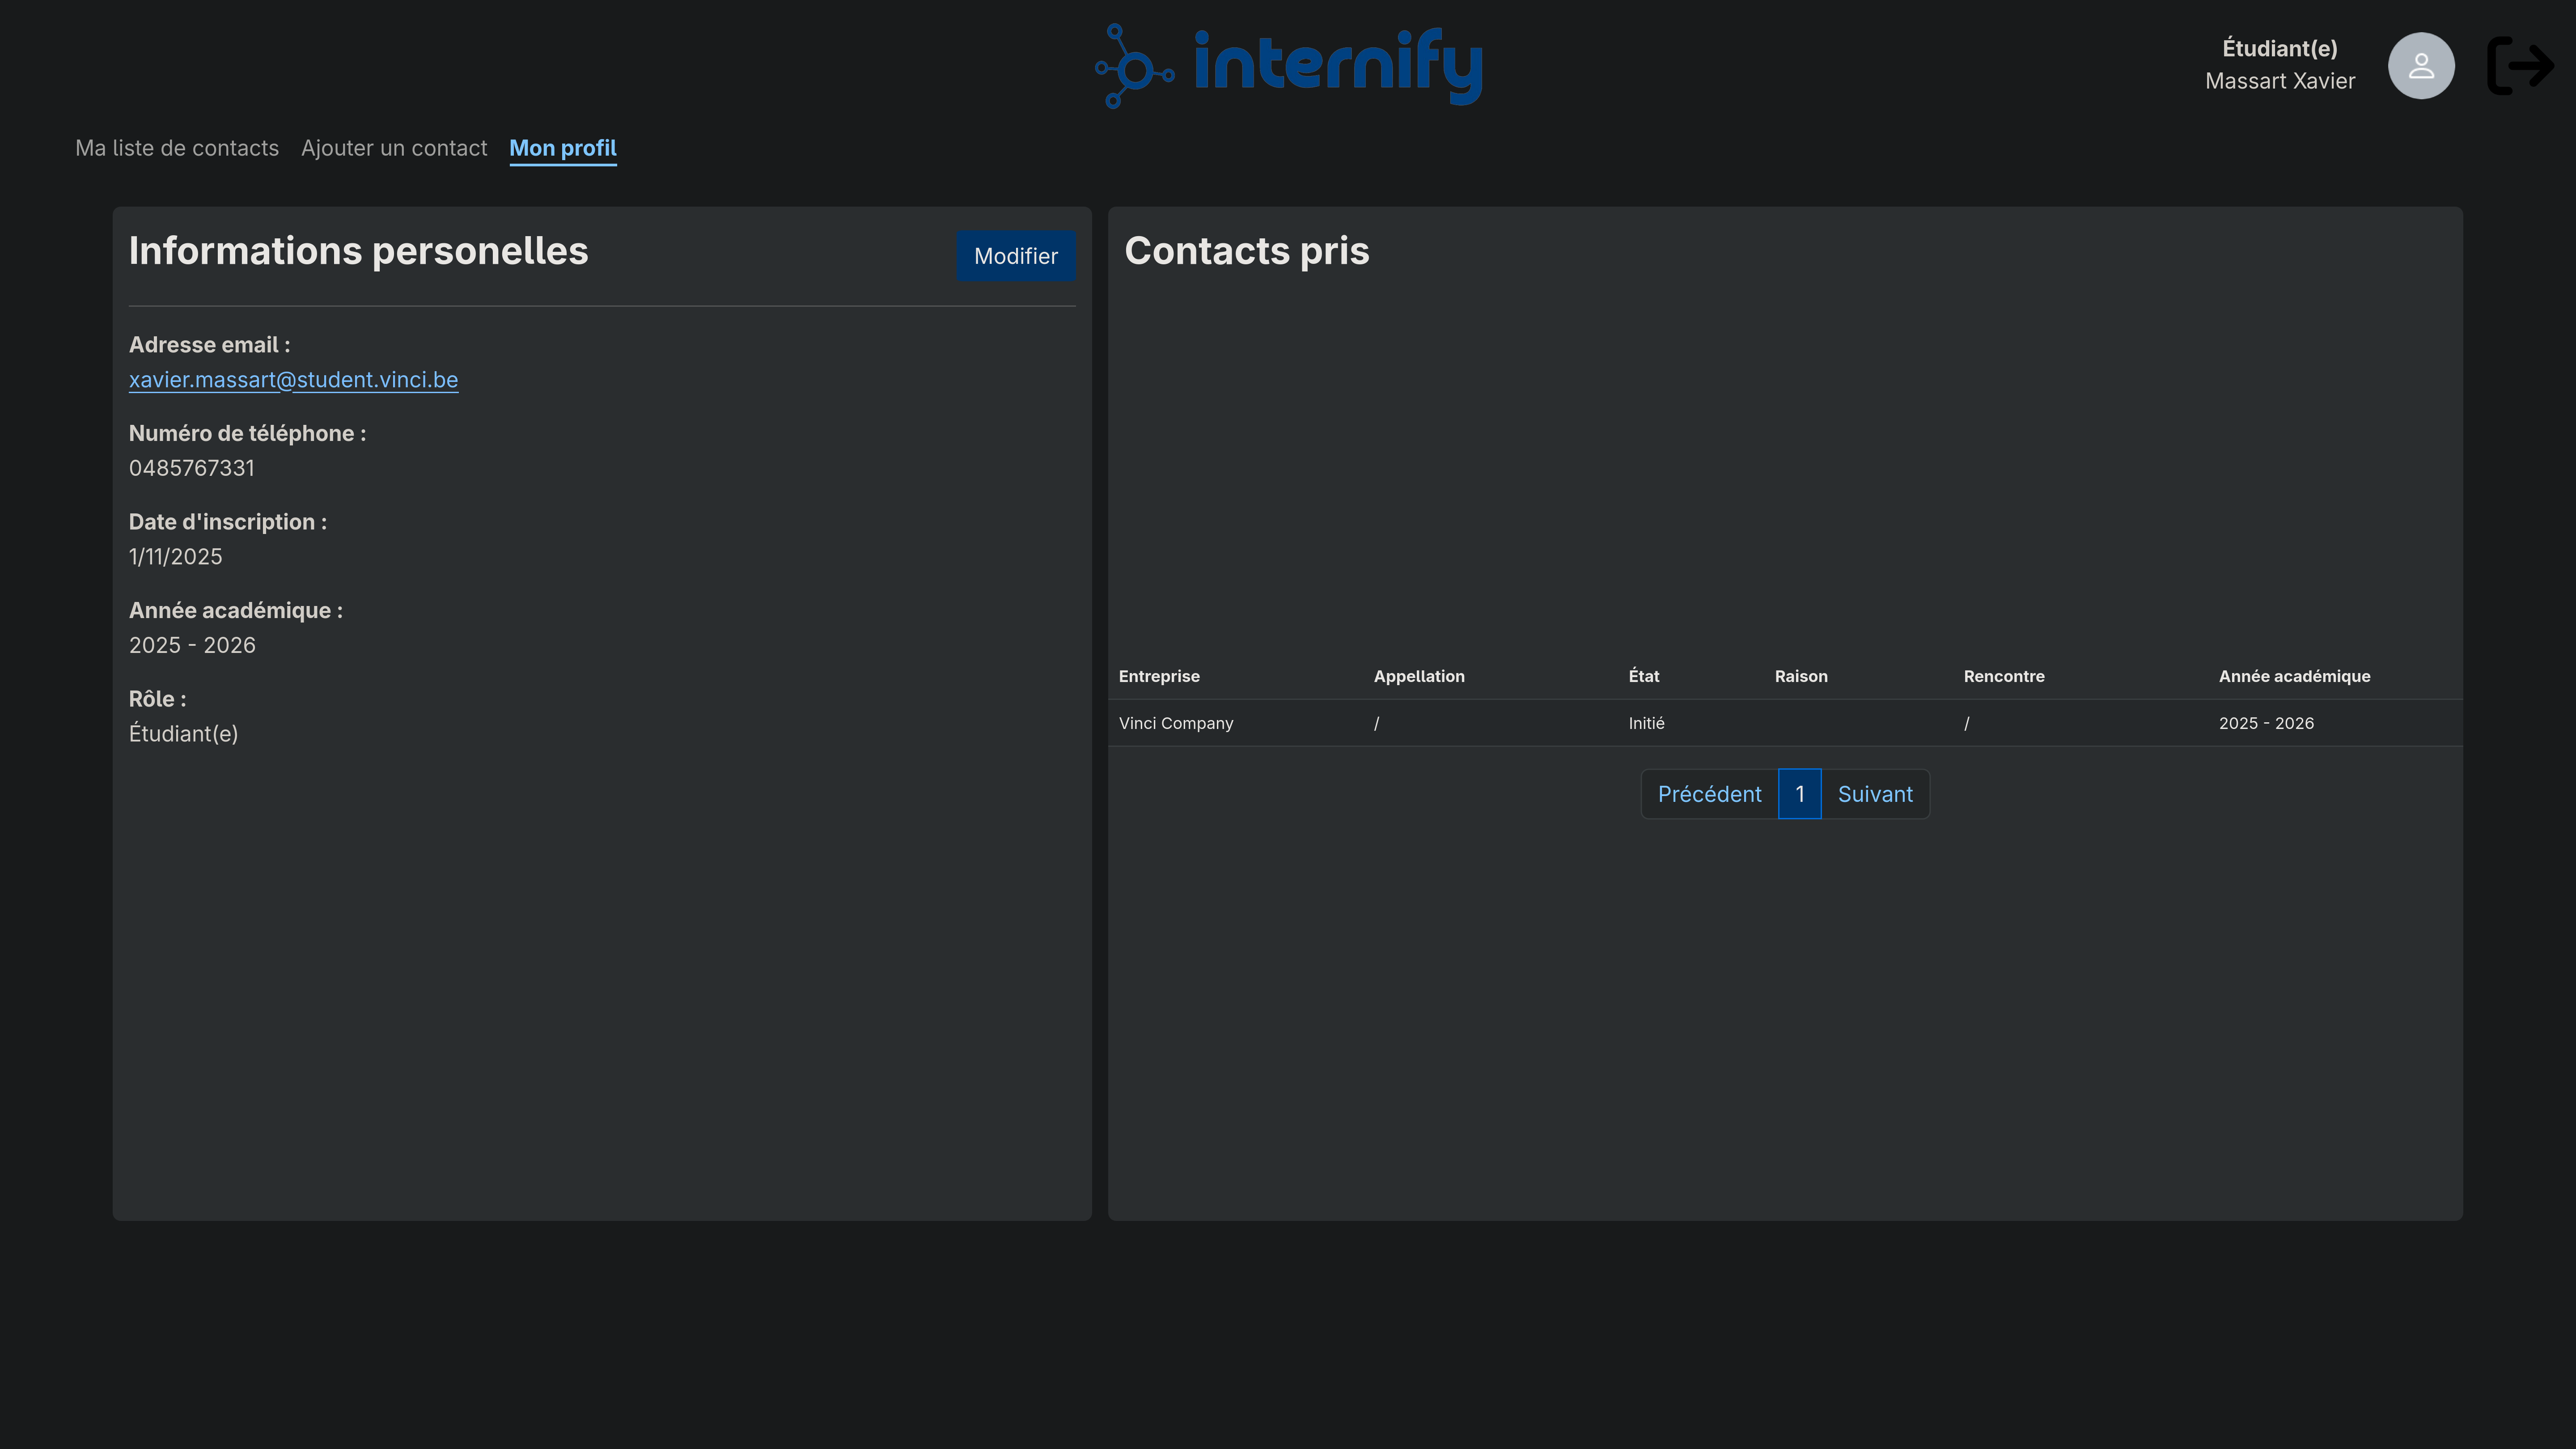 internify
Étudiant(e)
Massart Xavier
Ma liste de contacts Ajouter un contact Mon profil
Informations personelles
Modifier
Adresse email :
xavier.massart@student.vinci.be
Numéro de téléphone :
0485767331
Date d'inscription :
1/11/2025
Année académique :
2025 - 2026
Rôle :
Étudiant(e)
Contacts pris
Entreprise Appellation État Raison Rencontre Année académique
Vinci Company / Initié / 2025 - 2026
Précédent 1 Suivant